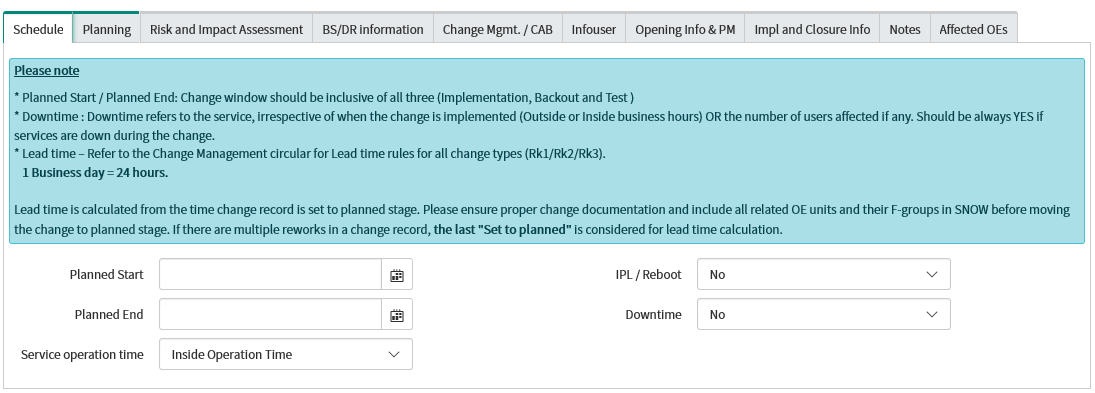 Schedule Planning Risk and Impact Assessment BS/DR information Change Mgmt. / CAB Infouser Opening Info & PM Impl and Closure Info Notes Affected OEs
Please note
* Planned Start / Planned End: Change window should be inclusive of all three (Implementation, Backout and Test )
* Downtime : Downtime refers to the service, irrespective of when the change is implemented (Outside or Inside business hours) OR the number of users affected if any. Should be always YES if
services are down during the change.
* Lead time – Refer to the Change Management circular for Lead time rules for all change types (Rk1/Rk2/Rk3).
1 Business day = 24 hours.
Lead time is calculated from the time change record is set to planned stage. Please ensure proper change documentation and include all related OE units and their F-groups in SNOW before moving
the change to planned stage. If there are multiple reworks in a change record, the last "Set to planned" is considered for lead time calculation.
Planned Start IPL / Reboot No
Planned End Downtime No
Service operation time Inside Operation Time